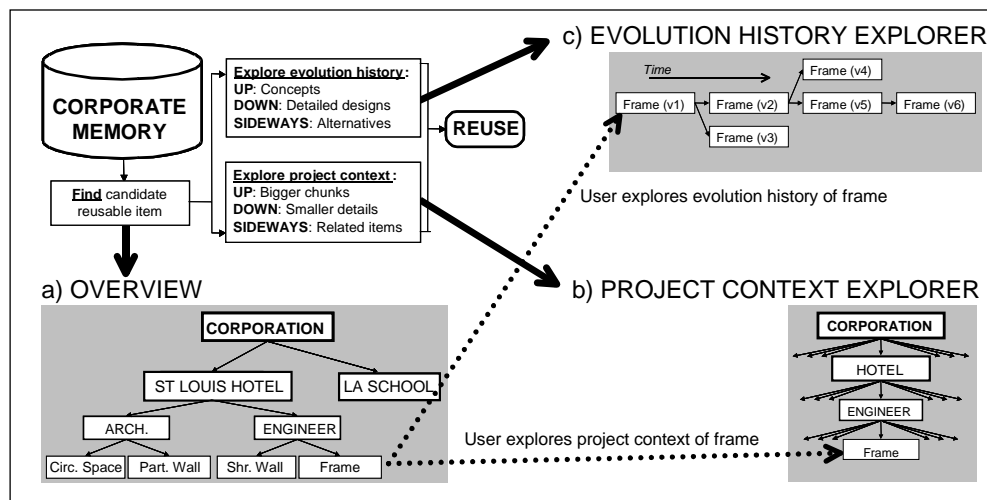 CORPORATE
MEMORY
Find candidate
reusable item
Explore evolution history:
UP: Concepts
DOWN: Detailed designs
SIDEWAYS: Alternatives
Explore project context:
UP: Bigger chunks
DOWN: Smaller details
SIDEWAYS: Related items
REUSE
c) EVOLUTION HISTORY EXPLORER
Time
Frame (v4)
Frame (v1)
Frame (v2)
Frame (v5)
Frame (v6)
Frame (v3)
User explores evolution history of frame
a) OVERVIEW
CORPORATION
ST LOUIS HOTEL
LA SCHOOL
ARCH.
ENGINEER
Circ. Space
Part. Wall
Shr. Wall
Frame
User explores project context of frame
b) PROJECT CONTEXT EXPLORER
CORPORATION
HOTEL
ENGINEER
Frame